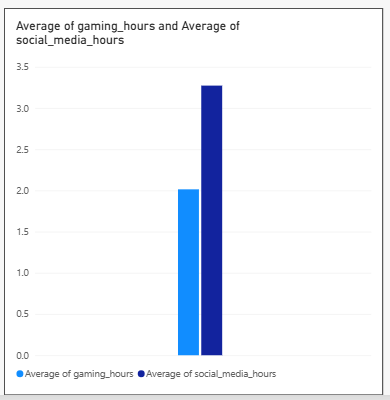 Average of gaming_hours and Average of
social_media_hours
3.5
3.0
2.5
2.0
1.5
1.0
0.5
0.0
Average of gaming_hours Average of social_media_hours